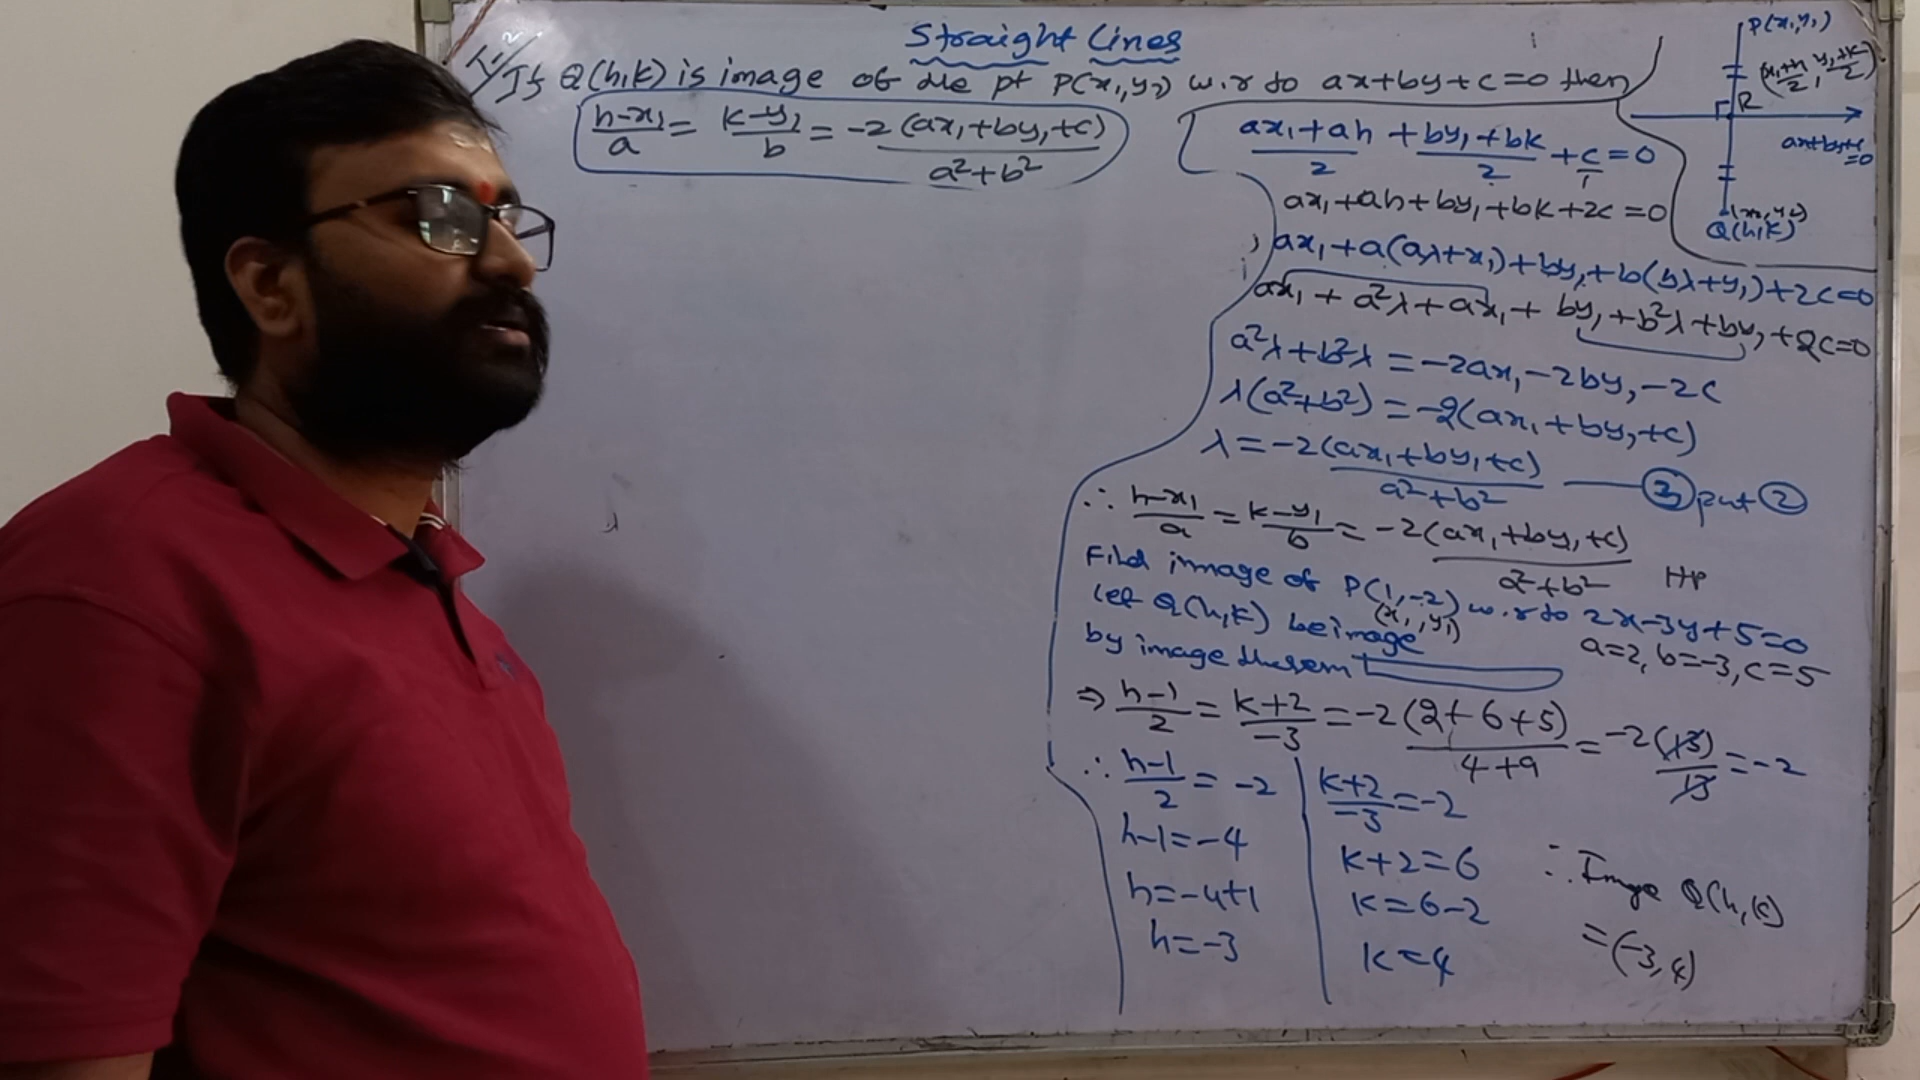 Straight Lines
If Q(h,k) is image of the pt P(x₁,y₁) w.r to ax+by+c=0 then
(h-x₁)/a = (k-y₁)/b = -2(ax₁+by₁+c)/(a²+b²)
P(x₁,y₁)
((x₁+h)/2, (y₁+k)/2)
R
ax+by+c=0
(x₂,y₂)
Q(h,k)
(ax₁+ah)/2 + (by₁+bk)/2 + c/1 = 0
ax₁+ah+by₁+bk+2c=0
ax₁+a(aλ+x₁)+by₁+b(bλ+y₁)+2c=0
ax₁+a²λ+ax₁+by₁+b²λ+by₁+2c=0
a²λ+b²λ=-2ax₁-2by₁-2c
λ(a²+b²)=-2(ax₁+by₁+c)
λ=-2(ax₁+by₁+c)/(a²+b²) — ③ put ②
∴ (h-x₁)/a = (k-y₁)/b = -2(ax₁+by₁+c)/(a²+b²) HP
Find image of P(1,-2) w.r to 2x-3y+5=0
(x₁,y₁)
a=2, b=-3, c=5
let Q(h,k) be image
by image theorem
⇒ (h-1)/2 = (k+2)/-3 = -2(2+6+5)/(4+9) = -2(13)/13 = -2
∴ (h-1)/2 = -2
h-1=-4
h=-4+1
h=-3
(k+2)/-3=-2
k+2=6
k=6-2
k=4
∴ Image Q(h,k)
=(-3,4)